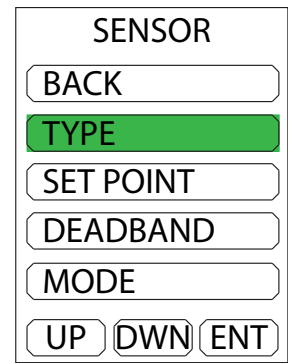 SENSOR
BACK
TYPE
SET POINT
DEADBAND
MODE
UP DWN ENT